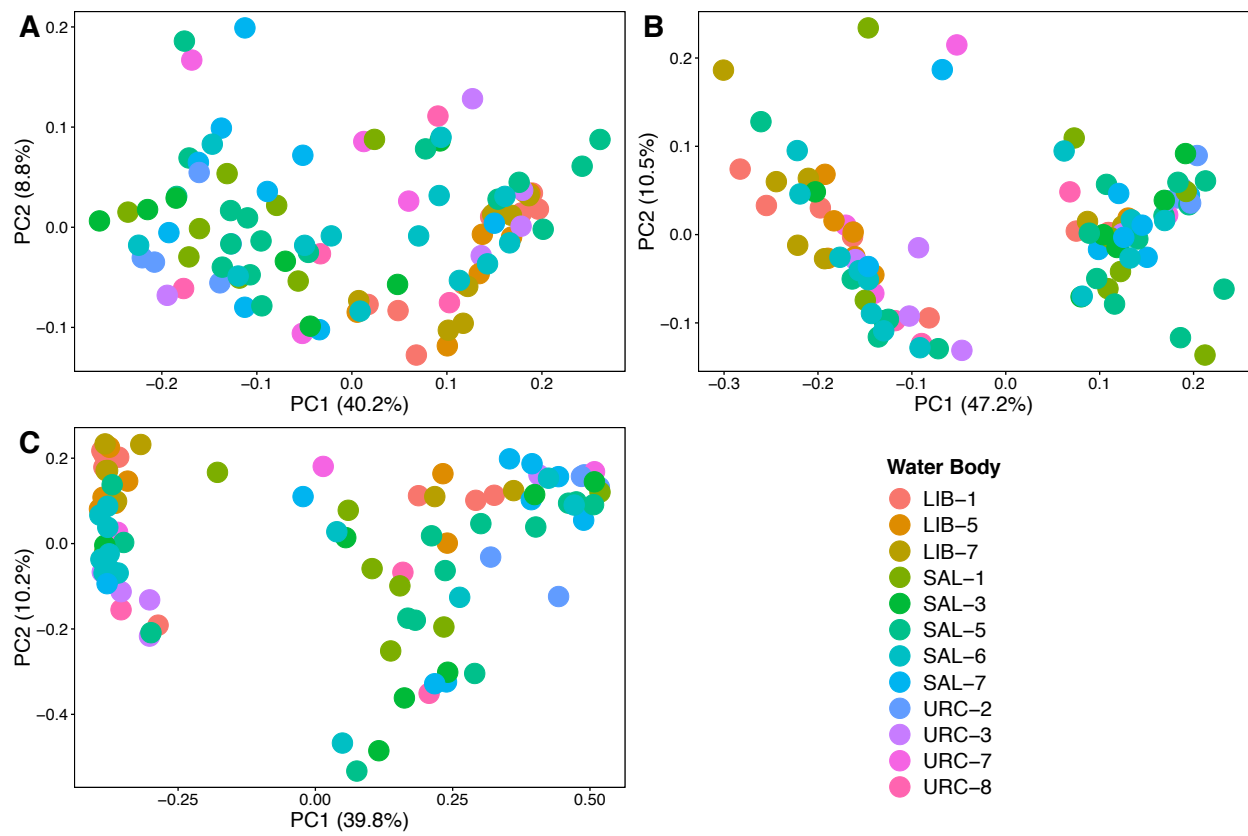 A
0.2
0.1
0.0
−0.1
PC2 (8.8%)
−0.2
−0.1
0.0
0.1
0.2
PC1 (40.2%)
B
0.2
0.1
0.0
−0.1
PC2 (10.5%)
−0.3
−0.2
−0.1
0.0
0.1
0.2
PC1 (47.2%)
C
0.2
0.0
−0.2
−0.4
PC2 (10.2%)
−0.25
0.00
0.25
0.50
PC1 (39.8%)
Water Body
LIB−1
LIB−5
LIB−7
SAL−1
SAL−3
SAL−5
SAL−6
SAL−7
URC−2
URC−3
URC−7
URC−8